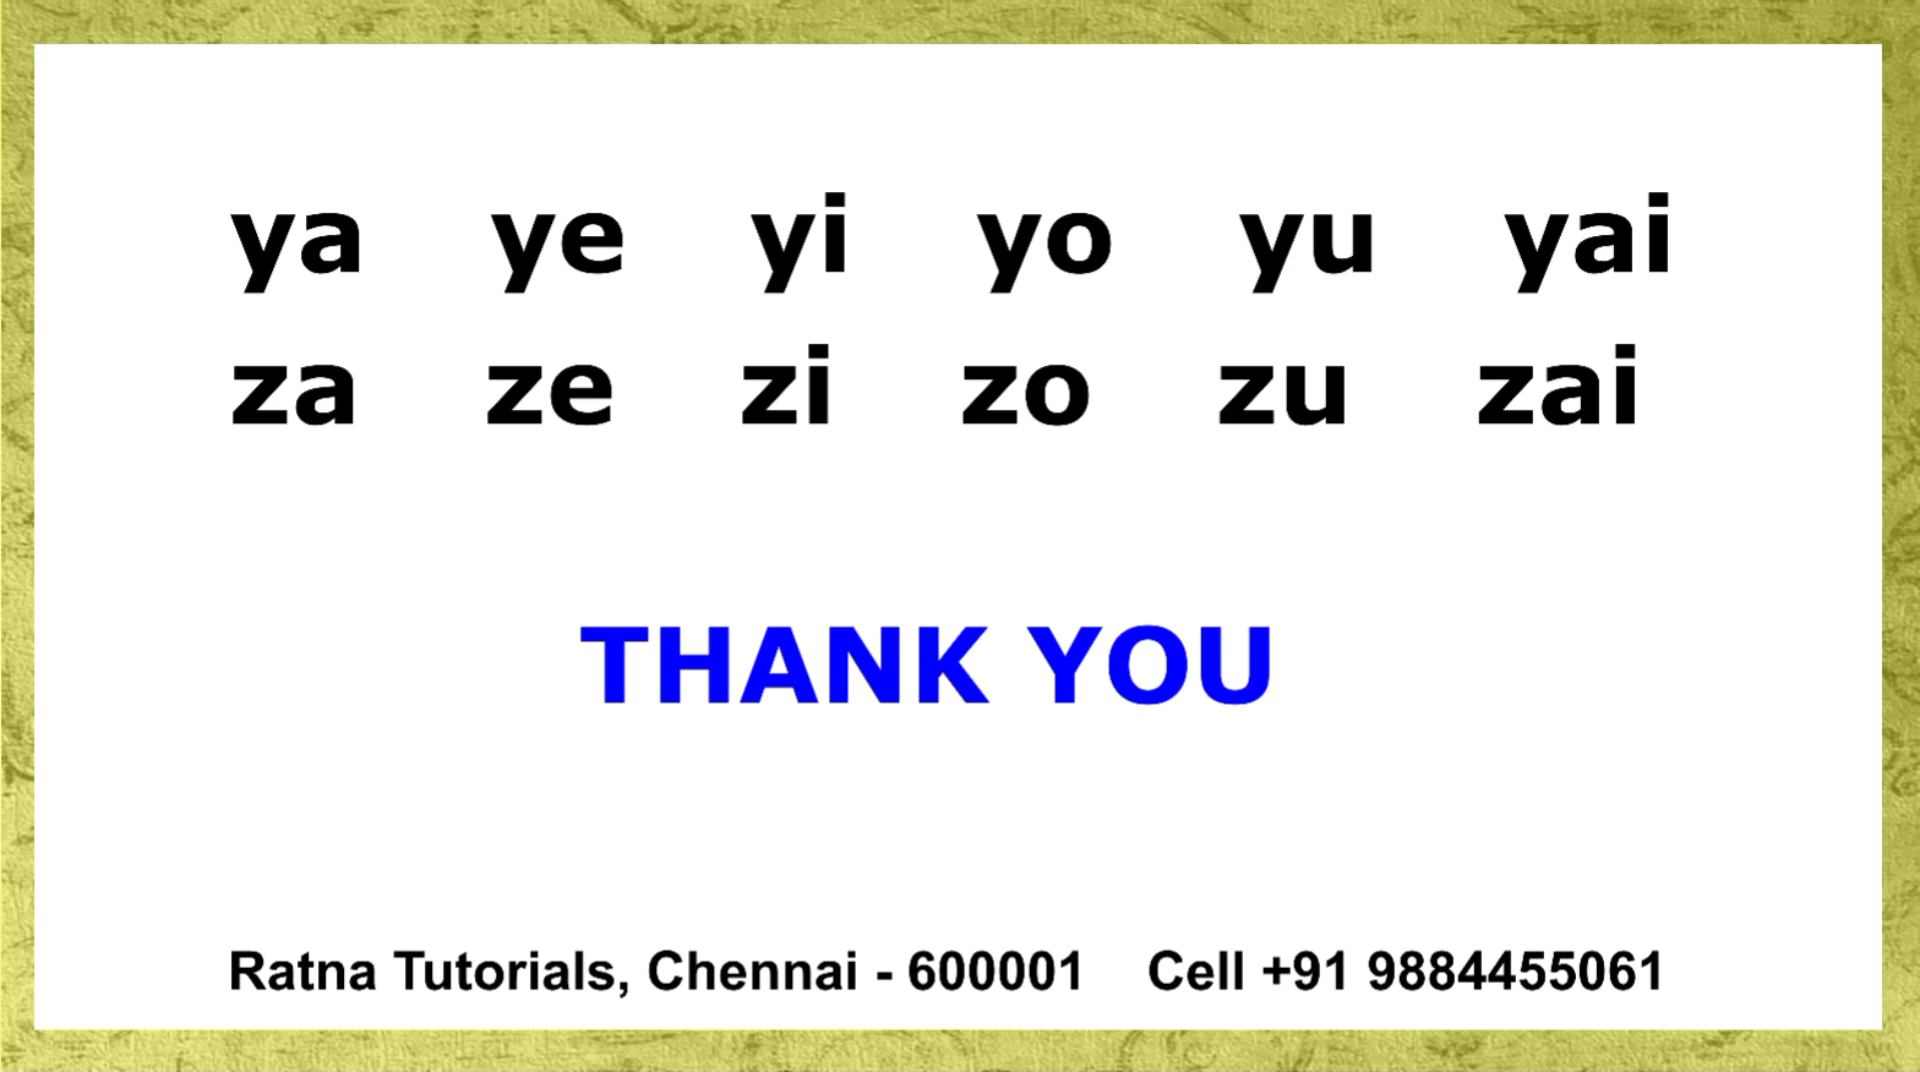 ya ye yi yo yu yai
za ze zi zo zu zai
THANK YOU
Ratna Tutorials, Chennai - 600001 Cell +91 9884455061